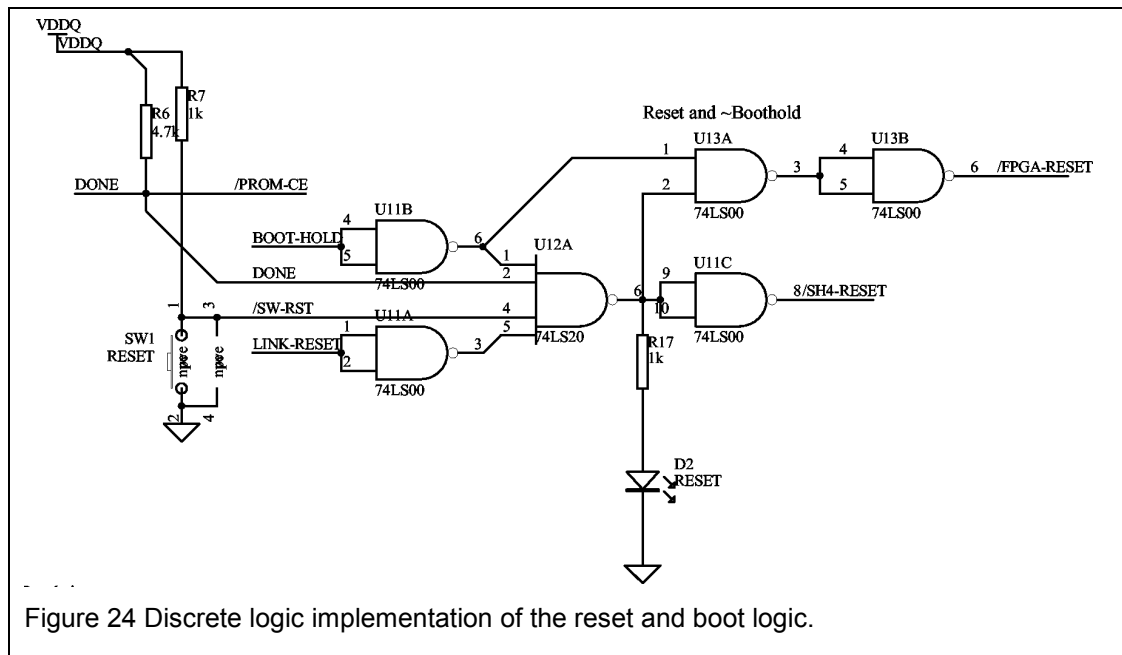 VDDQ
VDDQ
R6
4.7k
R7
1k
DONE
/PROM-CE
BOOT-HOLD
4
5
U11B
74LS00
6
DONE
/SW-RST
LINK-RESET
1
2
U11A
74LS00
3
SW1
RESET
1
3
2
4
U12A
1
2
4
5
74LS20
6
Reset and ~Boothold
U13A
1
2
74LS00
3
U13B
4
5
74LS00
6
/FPGA-RESET
U11C
9
10
74LS00
8
/SH4-RESET
R17
1k
D2
RESET
Figure 24 Discrete logic implementation of the reset and boot logic.